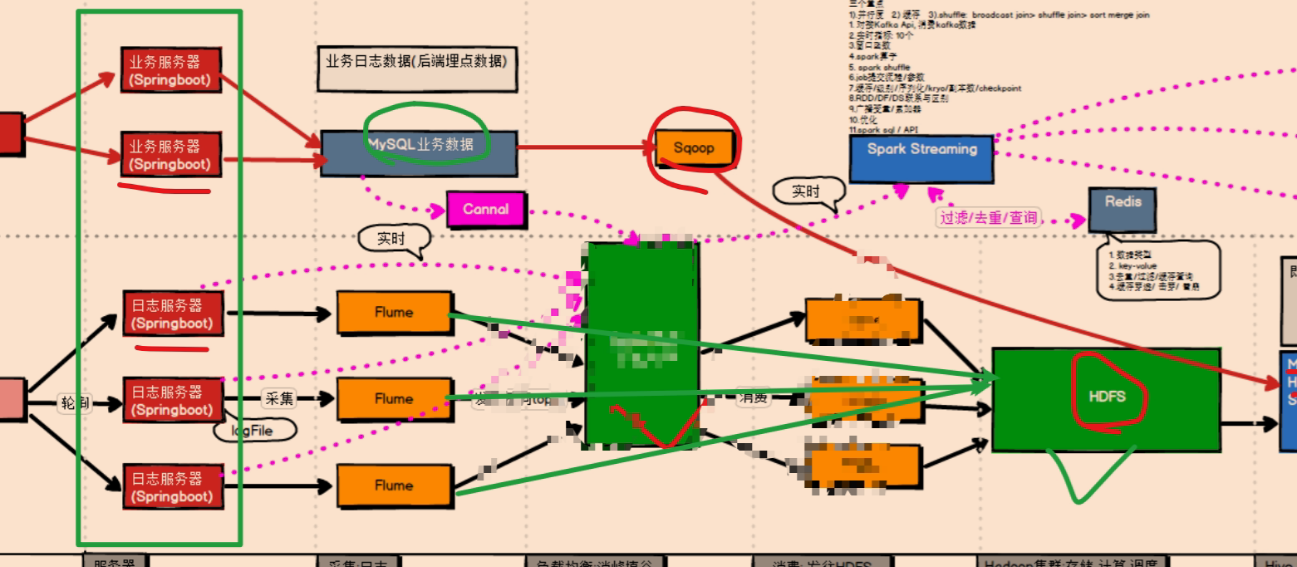 三个重点
1).并行度 2) 缓存 3).shuffle: broadcast join> shuffle join> sort merge join
1. 对接Kafka Api, 消费kafka数据
2.实时指标: 10个
3.窗口函数
4.spark算子
5. spark shuffle
6.job提交流程/参数
7.缓存/级别/序列化/kryo/副本数/checkpoint
8.RDD/DF/DS联系与区别
9.广播变量/累加器
10.优化
11.spark sql / API
业务服务器
(Springboot)
业务日志数据(后端埋点数据)
业务服务器
(Springboot)
MySQL业务数据
Sqoop
Spark Streaming
实时
Cannal
过滤/去重/查询
Redis
实时
1. 数据类型
2. key-value
3.去重/过滤/缓存查询
4.缓存穿透/ 击穿/ 雪崩
日志服务器
(Springboot)
Flume
轮询
日志服务器
(Springboot)
采集
Flume
消费
HDFS
logFile
日志服务器
(Springboot)
Flume
服务器
采集:日志
负载均衡:消峰填谷
消费: 发往HDFS
Hadoop集群:存储,计算,调度
Hive